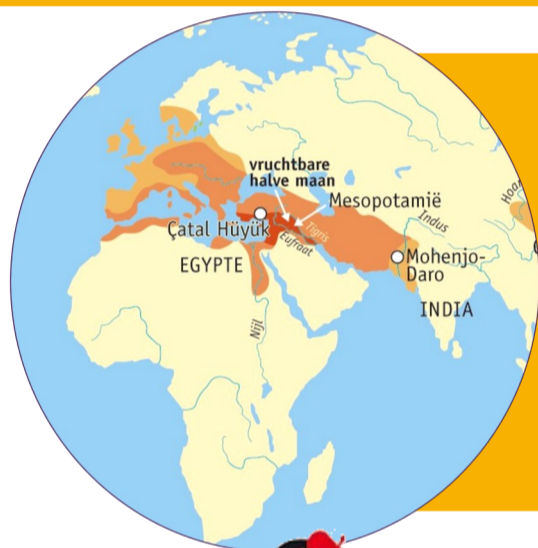 vruchtbare
halve maan
Mesopotamië
Çatal Hüyük
Tigris
Eufraat
Indus
EGYPTE
Mohenjo-
Daro
INDIA
Nijl